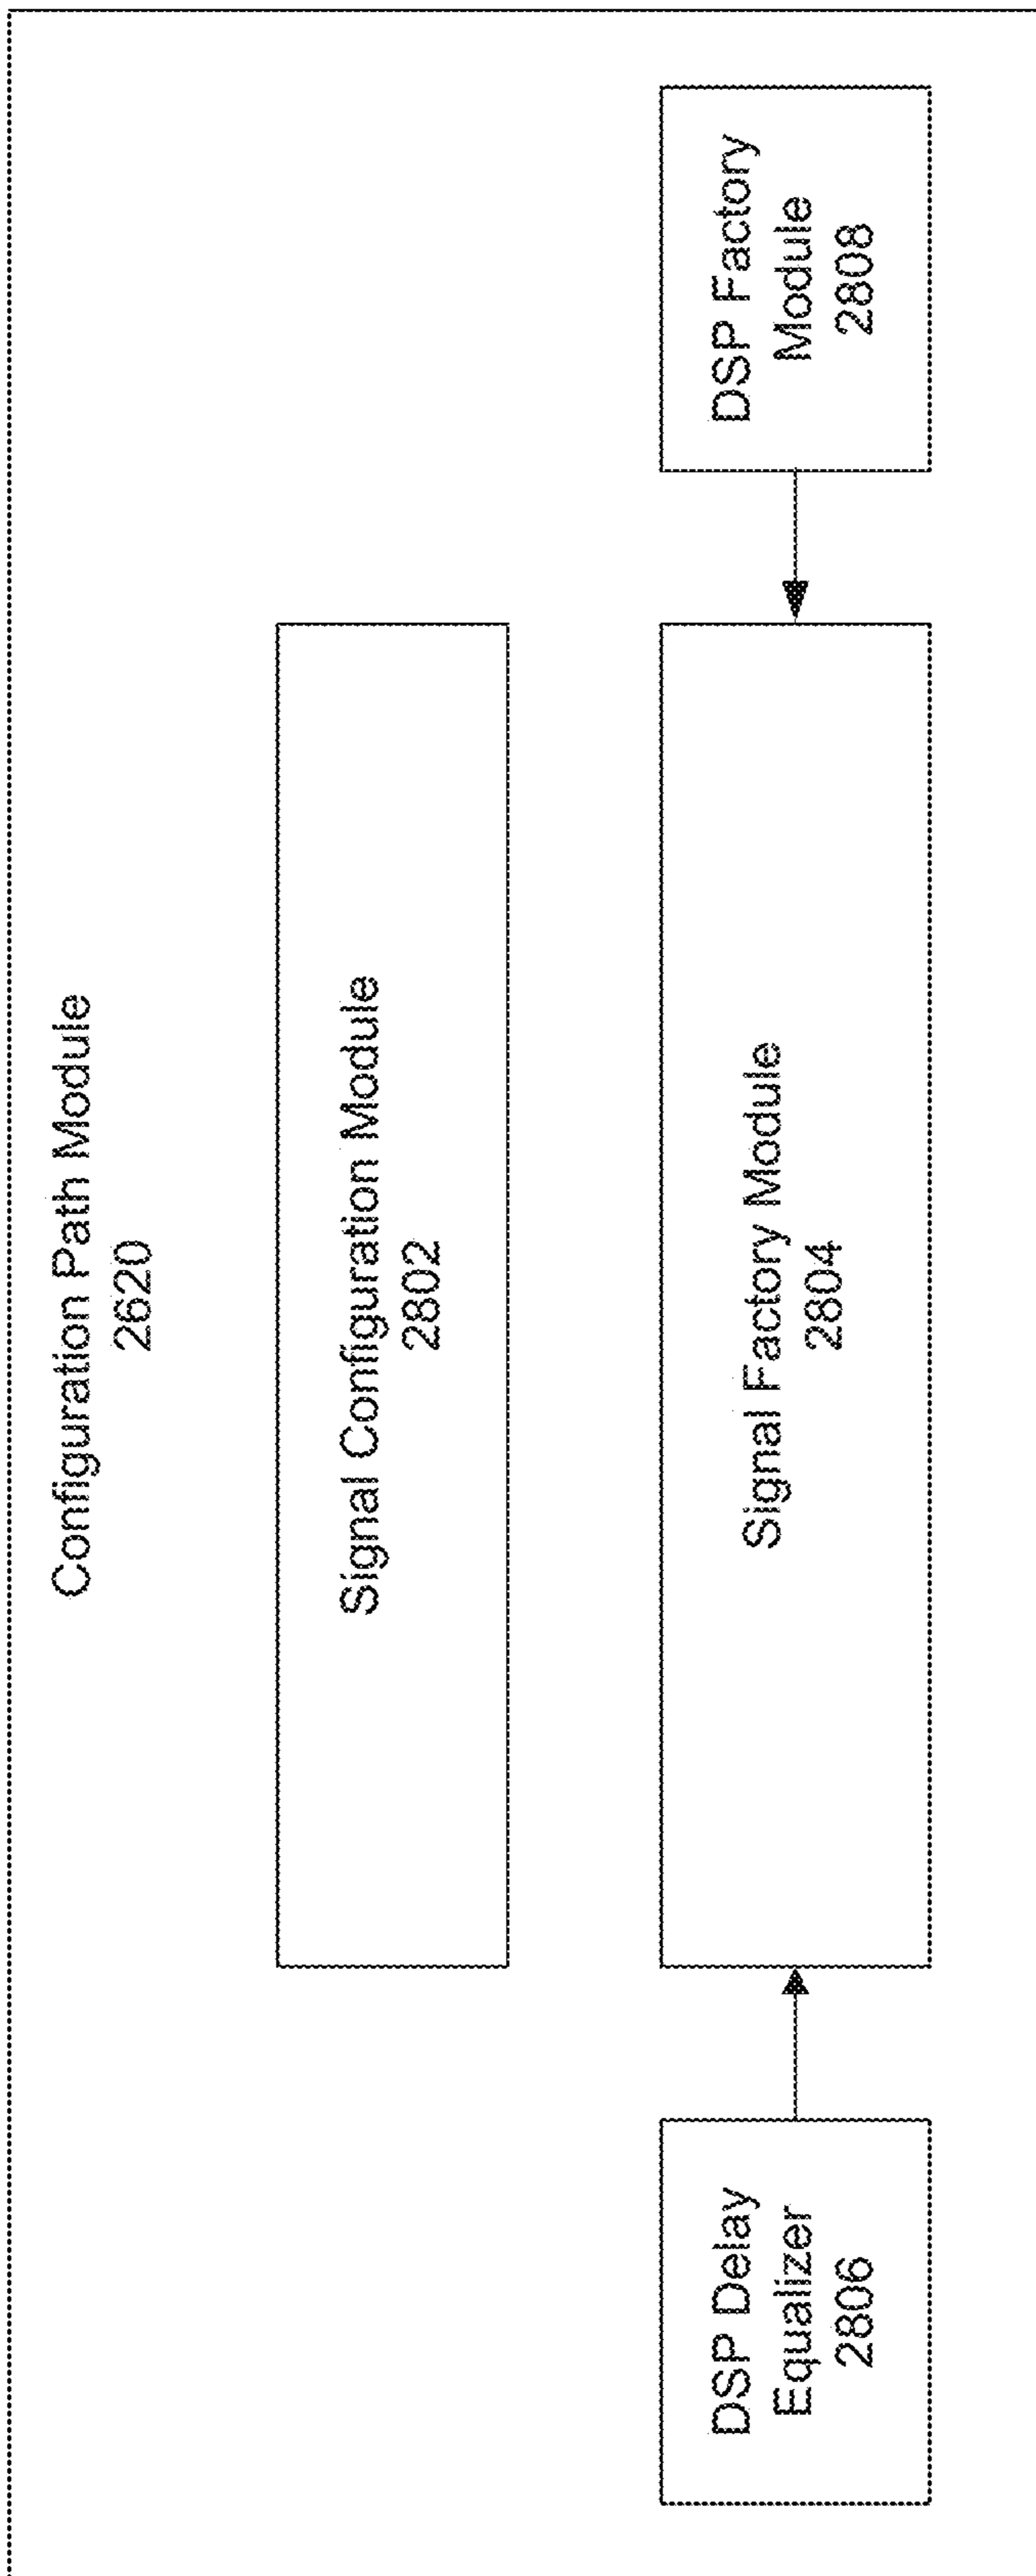 Configuration Path Module
2620
Signal Configuration Module
2802
DSP Delay
Equalizer
2806
Signal Factory Module
2804
DSP Factory
Module
2808